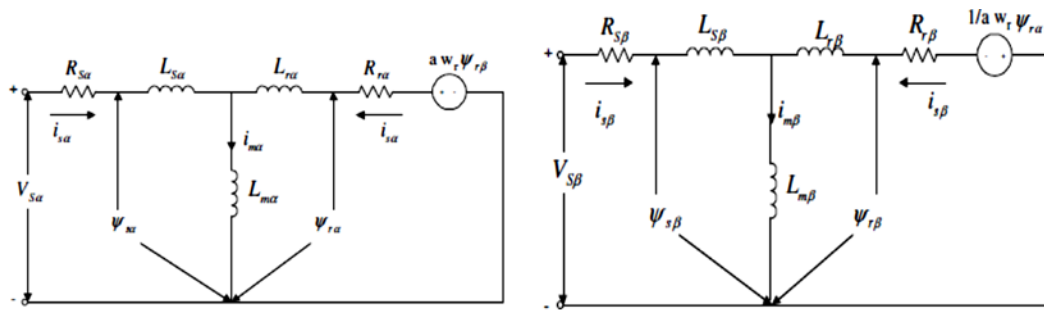 a w_r ψ_rβ
R_Sα L_Sα L_rα R_rα
+
i_sα i_mα i_sα
V_Sα L_mα
ψ_sα ψ_rα
-
1/a w_r ψ_rα
R_Sβ L_Sβ L_rβ R_rβ
+
i_sβ i_mβ i_sβ
V_Sβ L_mβ
ψ_sβ ψ_rβ
-